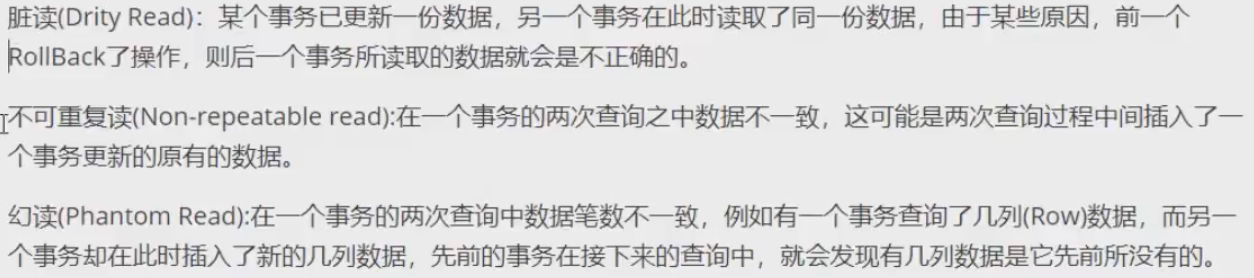 脏读(Drity Read)：某个事务已更新一份数据，另一个事务在此时读取了同一份数据，由于某些原因，前一个
RollBack了操作，则后一个事务所读取的数据就会是不正确的。
不可重复读(Non-repeatable read):在一个事务的两次查询之中数据不一致，这可能是两次查询过程中间插入了一
个事务更新的原有的数据。
幻读(Phantom Read):在一个事务的两次查询中数据笔数不一致，例如有一个事务查询了几列(Row)数据，而另一
个事务却在此时插入了新的几列数据，先前的事务在接下来的查询中，就会发现有几列数据是它先前所没有的。